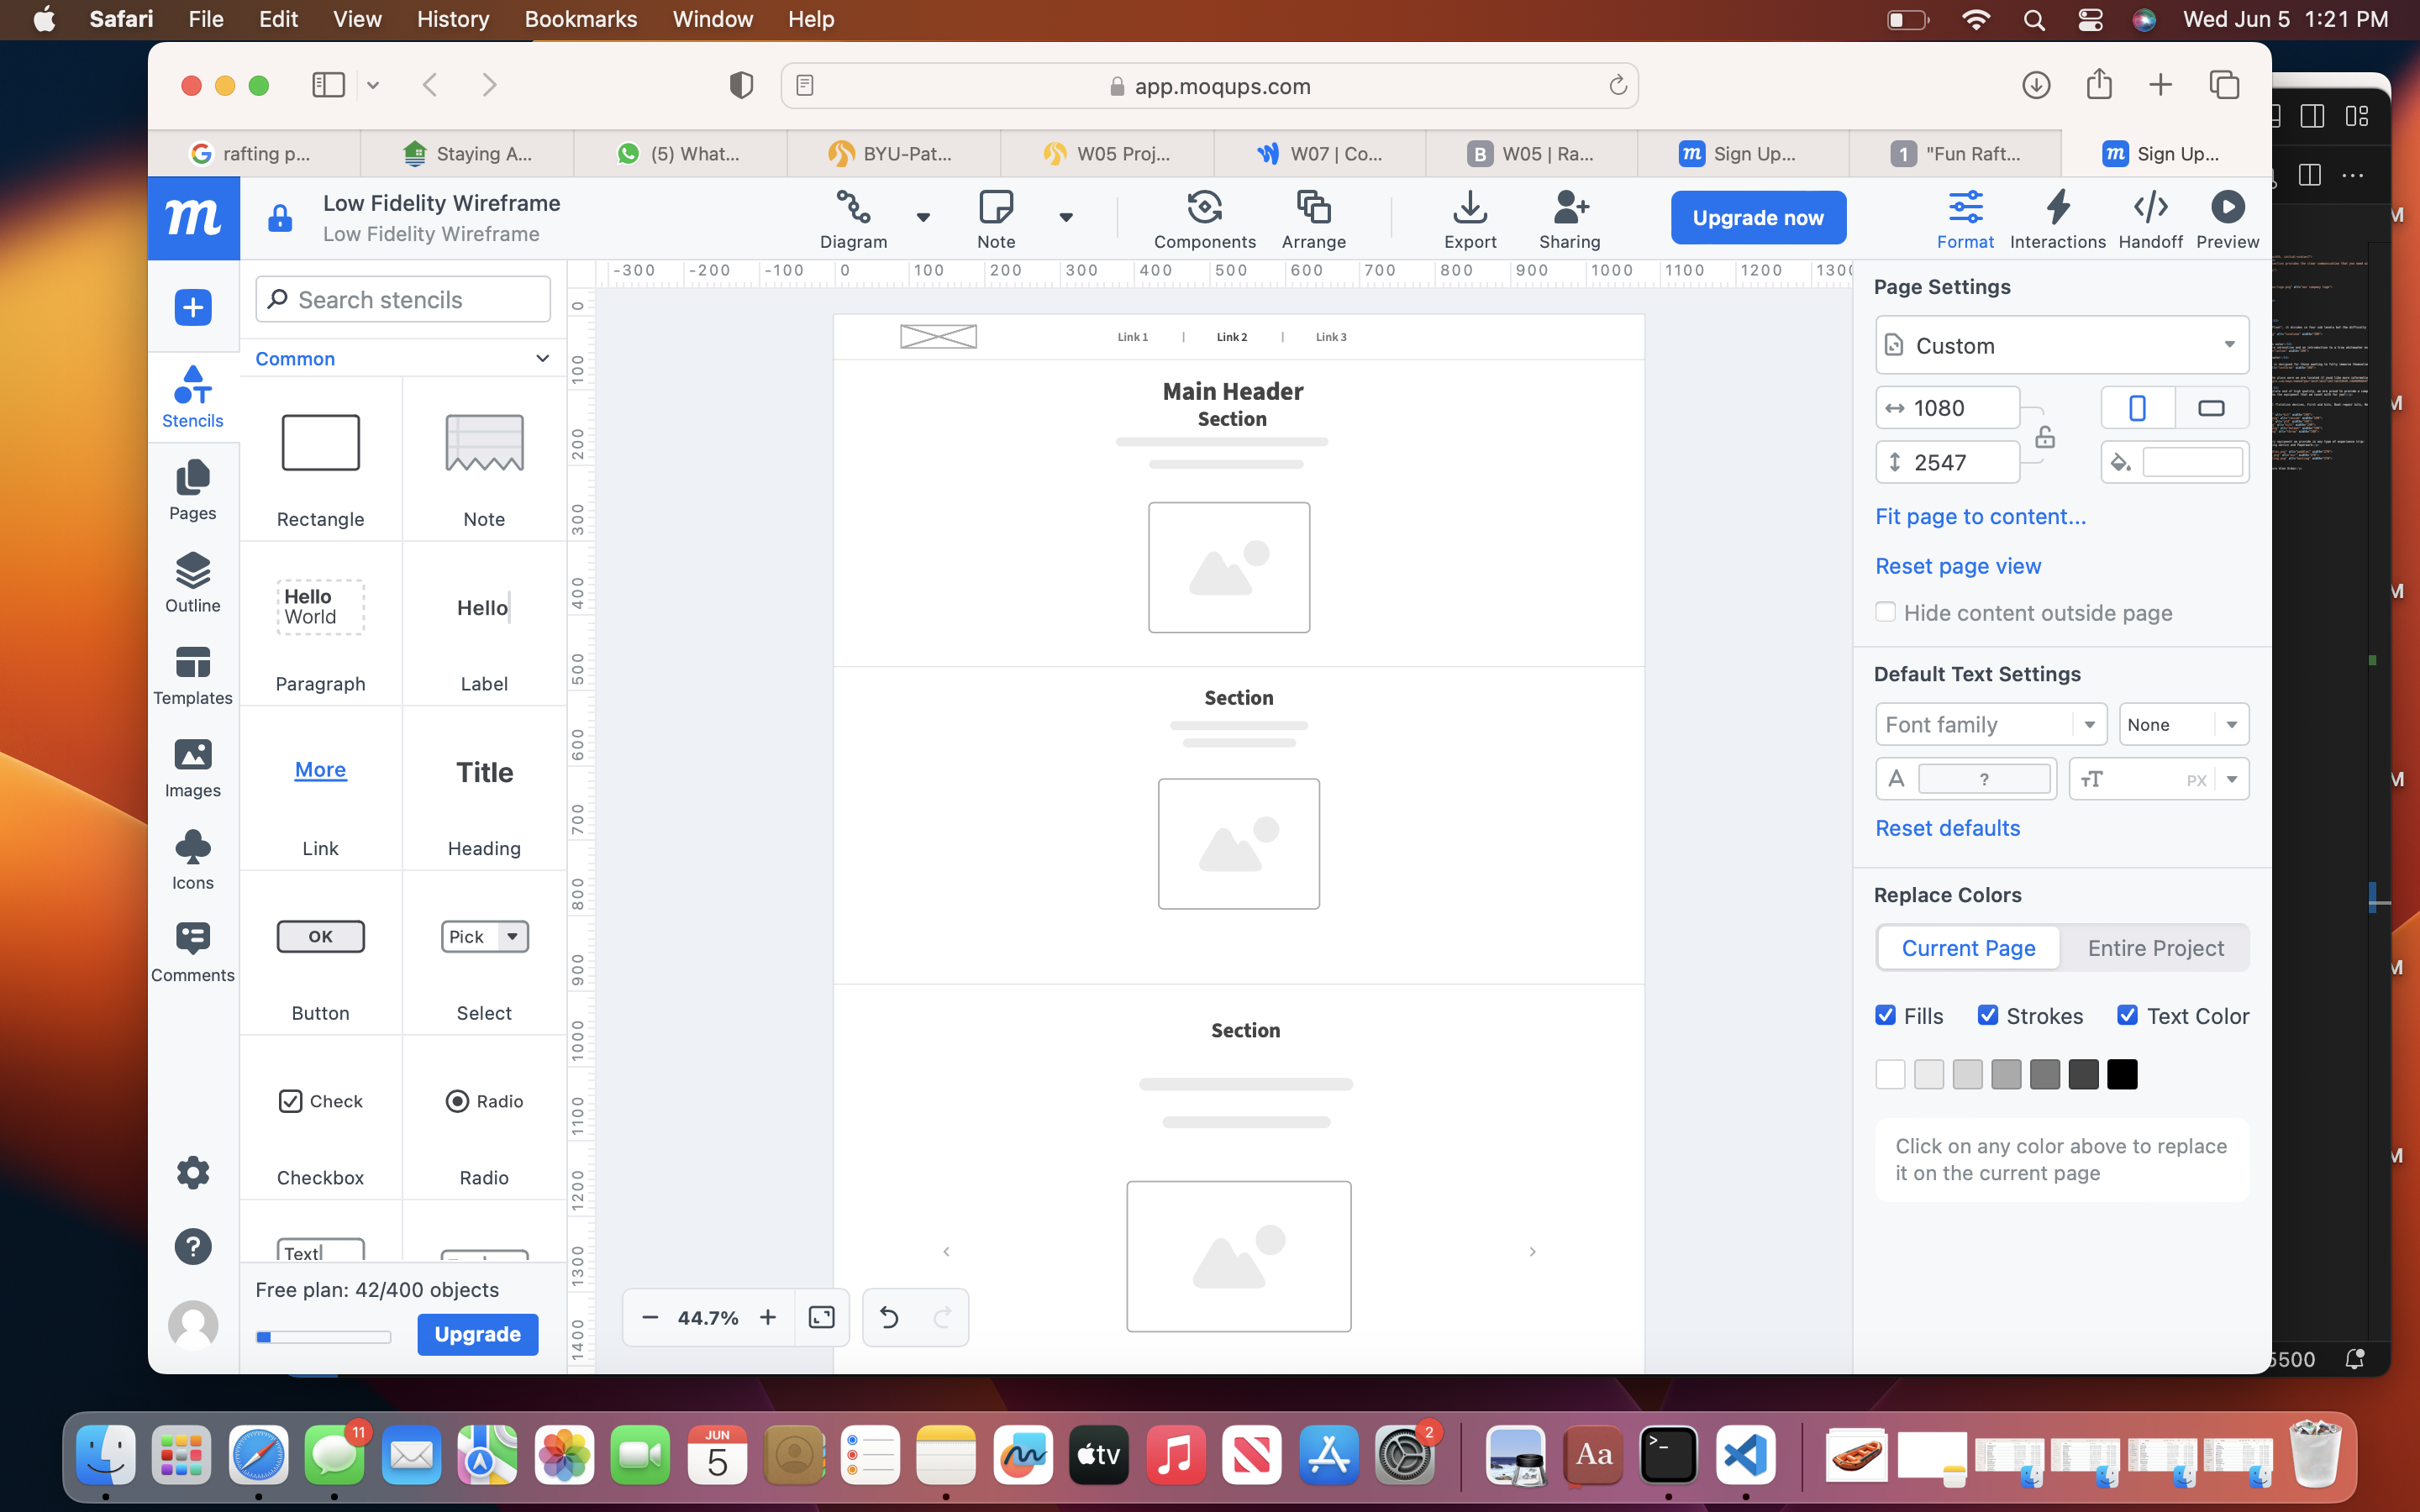 Safari File Edit View History Bookmarks Window Help Wed Jun 5 1:21 PM
app.moqups.com
rafting p... Staying A... (5) What... BYU-Pat... W05 Proj... W07 | Co... B W05 | Ra... m Sign Up... 1 "Fun Raft... m Sign Up...
m
Low Fidelity Wireframe
Low Fidelity Wireframe
Diagram Note Components Arrange Export Sharing Upgrade now Format Interactions Handoff Preview
Search stencils
Common
Stencils
Pages
Outline
Templates
Images
Icons
Comments
Rectangle Note
Hello
World
Hello
Paragraph Label
More Title
Link Heading
OK Pick
Button Select
Check Radio
Checkbox Radio
Text
Free plan: 42/400 objects
Upgrade
-300 -200 -100 0 100 200 300 400 500 600 700 800 900 1000 1100 1200
0
100
200
300
400
500
600
700
800
900
1000
1100
1200
1300
1400
Link 1 | Link 2 | Link 3
Main Header
Section
Section
Section
44.7%
Page Settings
Custom
1080
2547
Fit page to content...
Reset page view
Hide content outside page
Default Text Settings
Font family None
A ? TT PX
Reset defaults
Replace Colors
Current Page Entire Project
Fills Strokes Text Color
Click on any color above to replace
it on the current page
5500
11
JUN
5
tv
2
Aa
>_